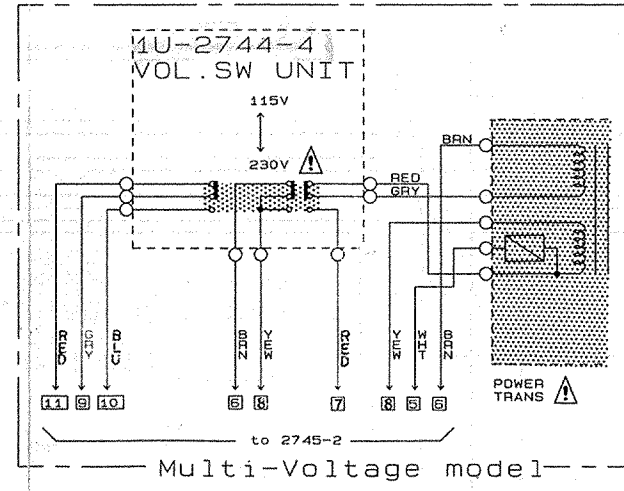 1U-2744-4
VOL.SW UNIT
115V
230V
RED
GRY
BRN
RED
GRY
BLU
BRN
YEW
RED
YEW
WHT
BRN
11 9 10 6 8 7 8 5 6
POWER
TRANS
to 2745-2
Multi-Voltage model